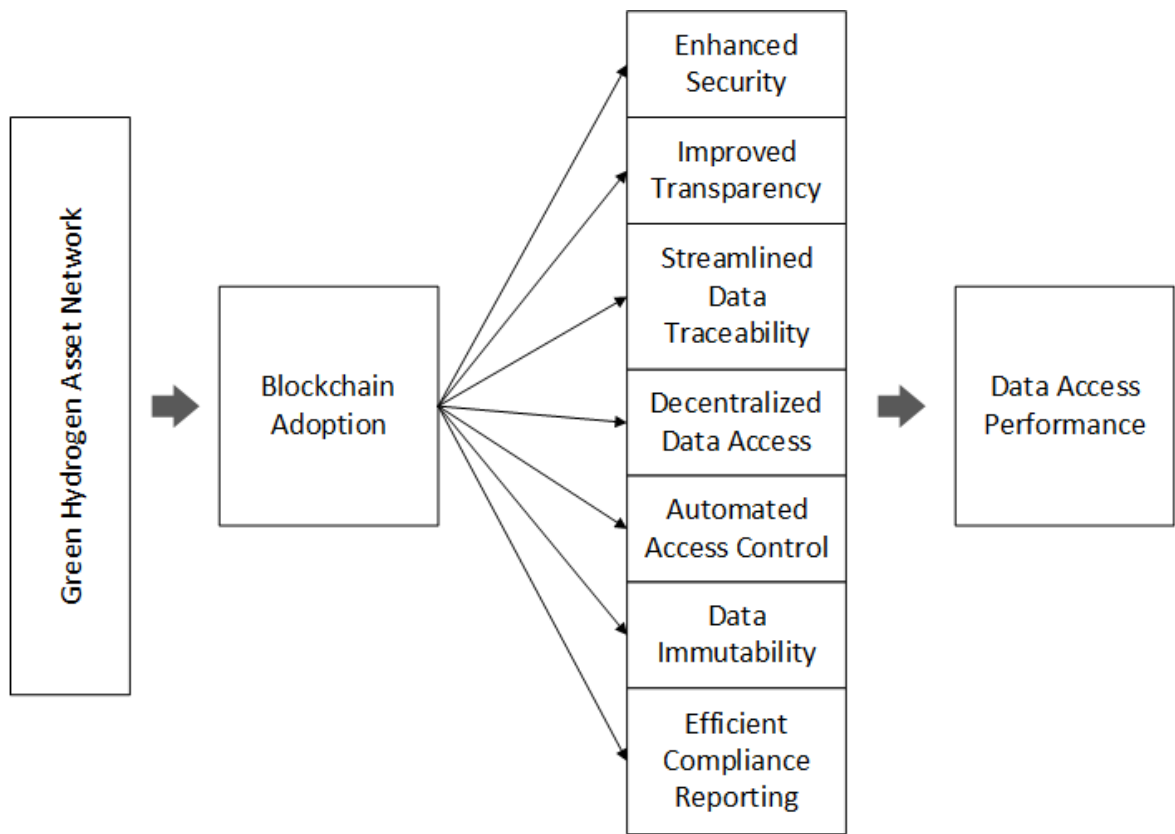 Green Hydrogen Asset Network
Blockchain
Adoption
Enhanced
Security
Improved
Transparency
Streamlined
Data
Traceability
Decentralized
Data Access
Automated
Access Control
Data
Immutability
Efficient
Compliance
Reporting
Data Access
Performance